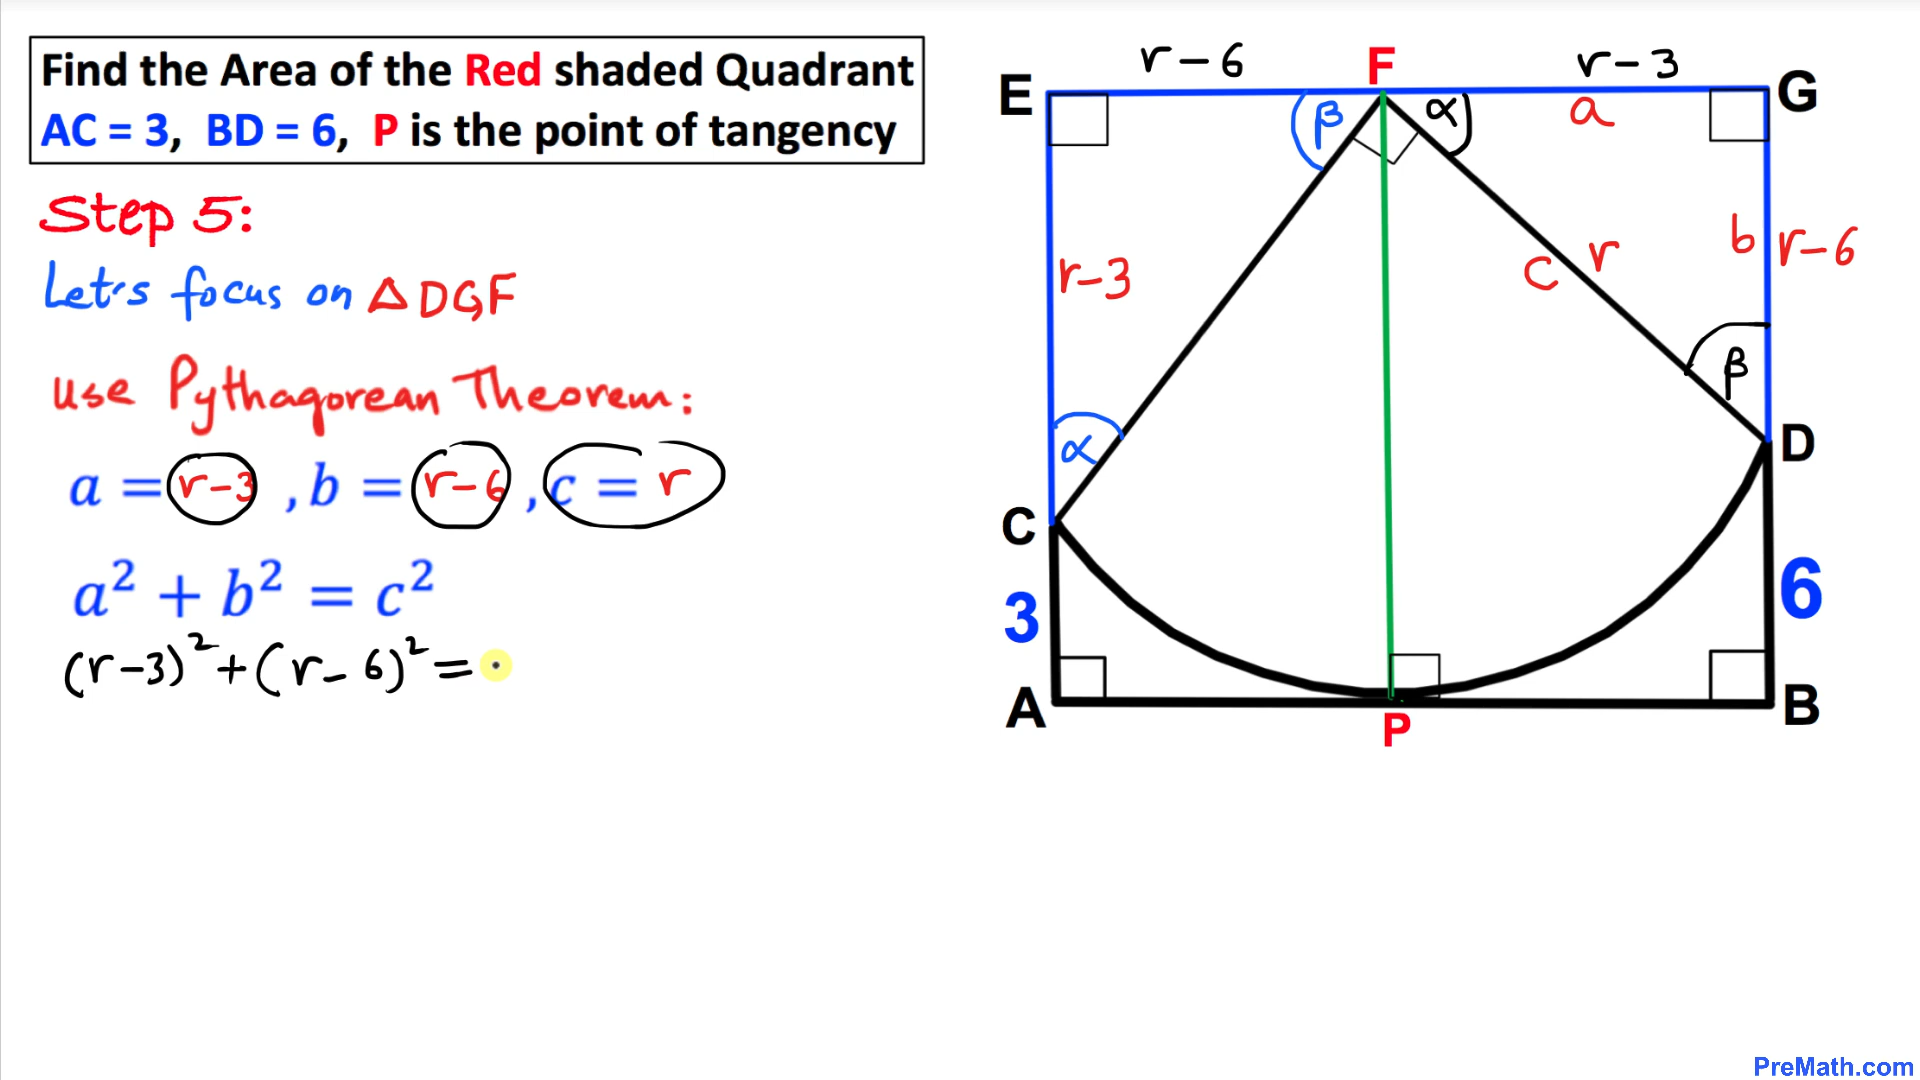 Find the Area of the Red shaded Quadrant
AC = 3, BD = 6, P is the point of tangency
Step 5:
Let's focus on △DGF
Use Pythagorean Theorem:
a = r-3 , b = r-6 , c = r
a² + b² = c²
(r-3)² + (r-6)² =
r-6 F r-3
E β α a G
r-3 c r b r-6
α β
C D
3 6
A P B
PreMath.com